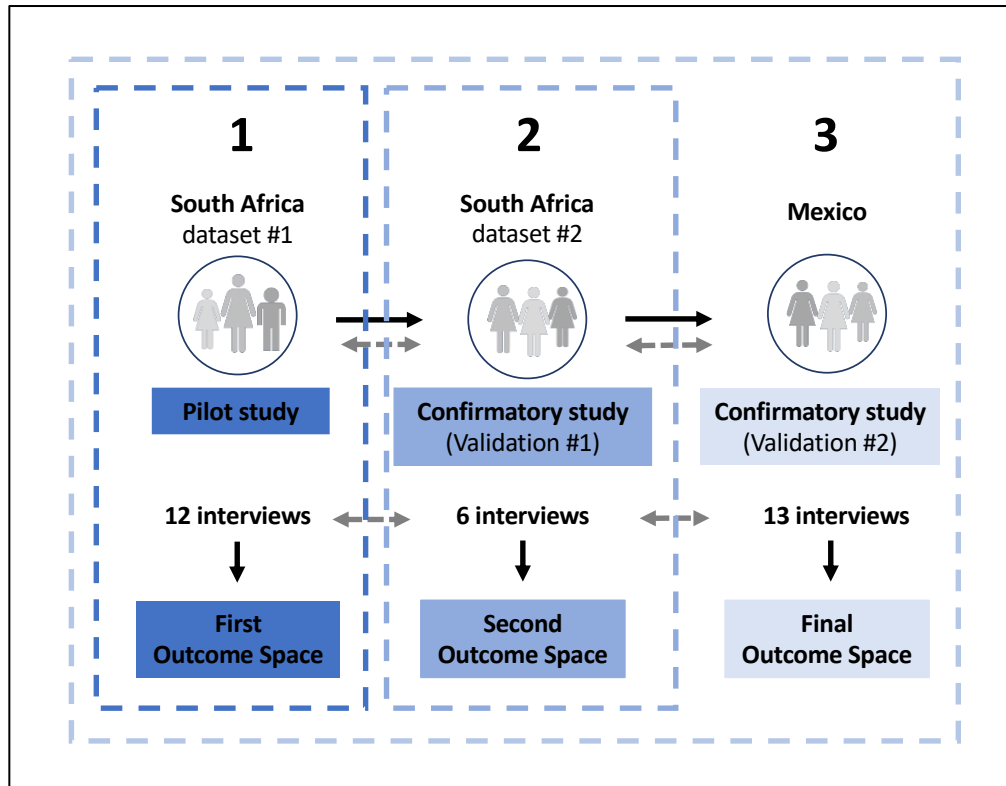 1
South Africa
dataset #1
Pilot study
12 interviews
First
Outcome Space
2
South Africa
dataset #2
Confirmatory study
(Validation #1)
6 interviews
Second
Outcome Space
3
Mexico
Confirmatory study
(Validation #2)
13 interviews
Final
Outcome Space